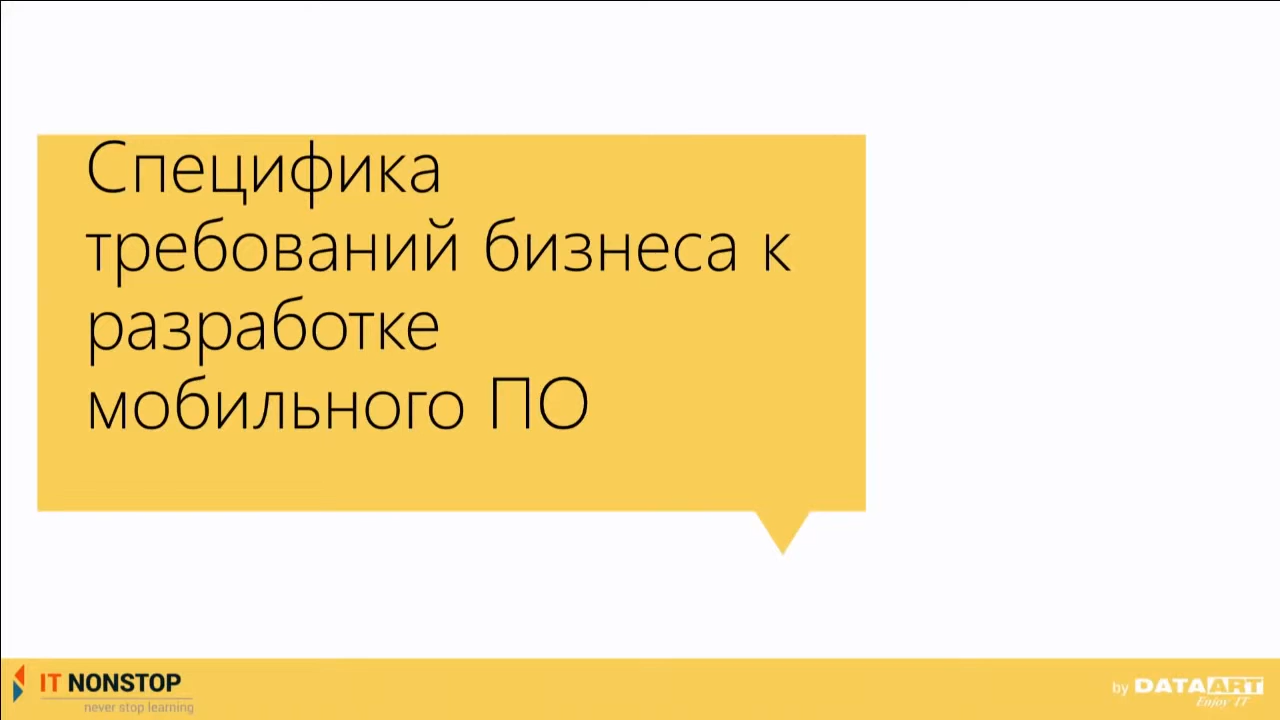 Специфика
требований бизнеса к
разработке
мобильного ПО
IT NONSTOP
never stop learning
by DATAART
Enjoy IT